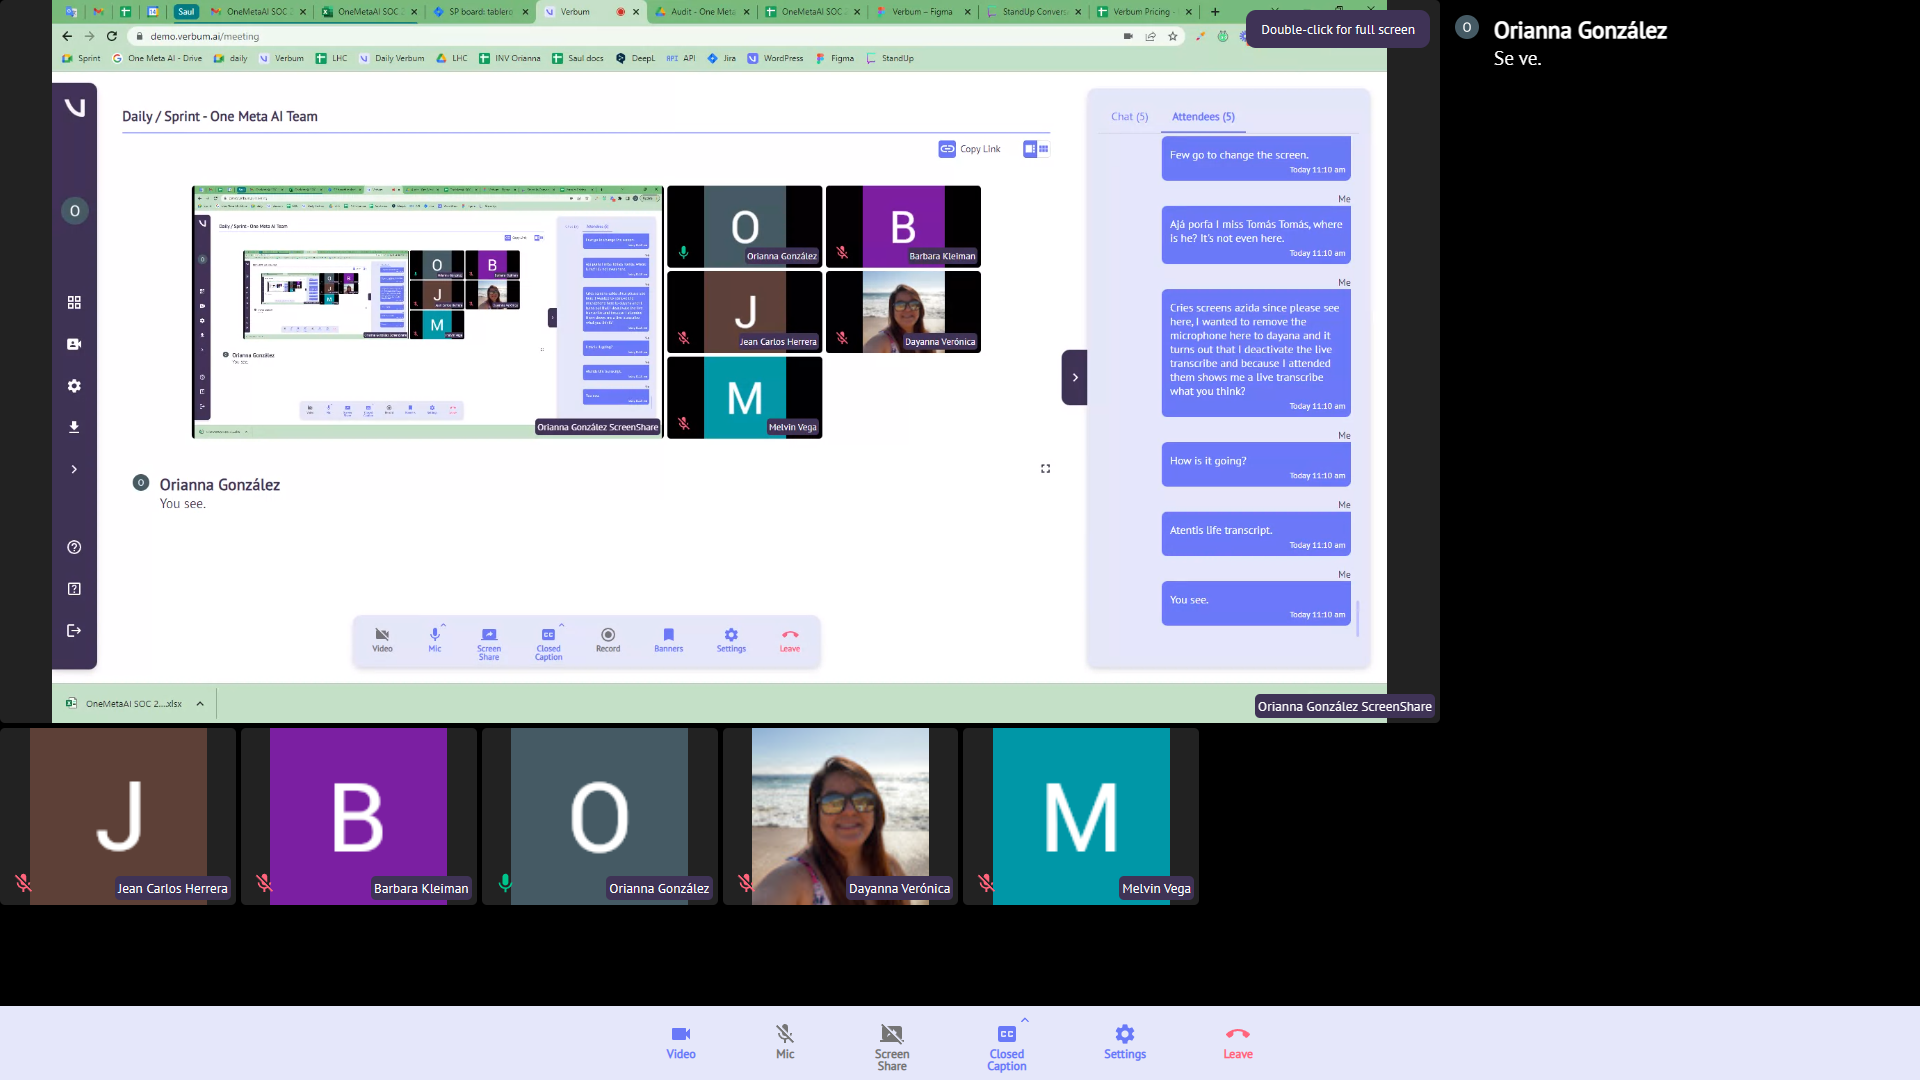 Saul
OneMetaAI SOC 2
OneMetaAI SOC
SP board: tablero
Verbum
Audit - One Meta
OneMetaAI SOC
Verbum – Figma
StandUp Convers
Verbum Pricing -
demo.verbum.ai/meeting
Double-click for full screen
Sprint
One Meta AI - Drive
daily
Verbum
Daily Verbum
LHC
LHC
INV Orianna
Saul docs
DeepL
API
API
Jira
WordPress
Figma
StandUp
O
Orianna González
Se ve.
Daily / Sprint - One Meta AI Team
Copy Link
O
Chat (5)
Attendees (5)
Few go to change the screen.
Today 11:10 am
Me
Ajá porfa I miss Tomás Tomás, where
is he? It's not even here.
Today 11:10 am
Me
Cries screens azida since please see
here, I wanted to remove the
microphone here to dayana and it
turns out that I deactivate the live
transcribe and because I attended
them shows me a live transcribe
what you think?
Today 11:10 am
Me
How is it going?
Today 11:10 am
Me
Atentis life transcript.
Today 11:10 am
Me
You see.
Today 11:10 am
Daily / Sprint - One Meta AI Team
O
Orianna González
B
Barbara Kleiman
J
Jean Carlos Herrera
Dayanna Verónica
M
Melvin Vega
Orianna González
Orianna González ScreenShare
O
Orianna González
You see.
Video
Mic
Screen
Share
Closed
Caption
Record
Banners
Settings
Leave
OneMetaAI SOC 2....xlsx
Orianna González ScreenShare
J
Jean Carlos Herrera
B
Barbara Kleiman
O
Orianna González
Dayanna Verónica
M
Melvin Vega
Video
Mic
Screen
Share
Closed
Caption
Settings
Leave